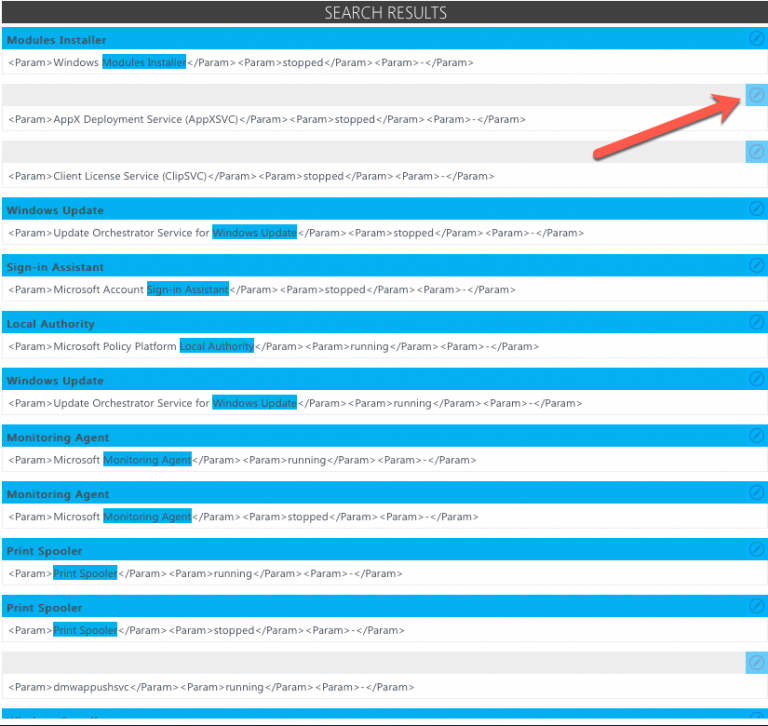 SEARCH RESULTS
Modules Installer
<Param>Windows Modules Installer</Param><Param>stopped</Param><Param>-</Param>
<Param>AppX Deployment Service (AppXSVC)</Param><Param>stopped</Param><Param>-</Param>
<Param>Client License Service (ClipSVC)</Param><Param>stopped</Param><Param>-</Param>
Windows Update
<Param>Update Orchestrator Service for Windows Update</Param><Param>stopped</Param><Param>-</Param>
Sign-in Assistant
<Param>Microsoft Account Sign-in Assistant</Param><Param>stopped</Param><Param>-</Param>
Local Authority
<Param>Microsoft Policy Platform Local Authority</Param><Param>running</Param><Param>-</Param>
Windows Update
<Param>Update Orchestrator Service for Windows Update</Param><Param>running</Param><Param>-</Param>
Monitoring Agent
<Param>Microsoft Monitoring Agent</Param><Param>running</Param><Param>-</Param>
Monitoring Agent
<Param>Microsoft Monitoring Agent</Param><Param>stopped</Param><Param>-</Param>
Print Spooler
<Param>Print Spooler</Param><Param>running</Param><Param>-</Param>
Print Spooler
<Param>Print Spooler</Param><Param>stopped</Param><Param>-</Param>
<Param>dmwappushsvc</Param><Param>running</Param><Param>-</Param>